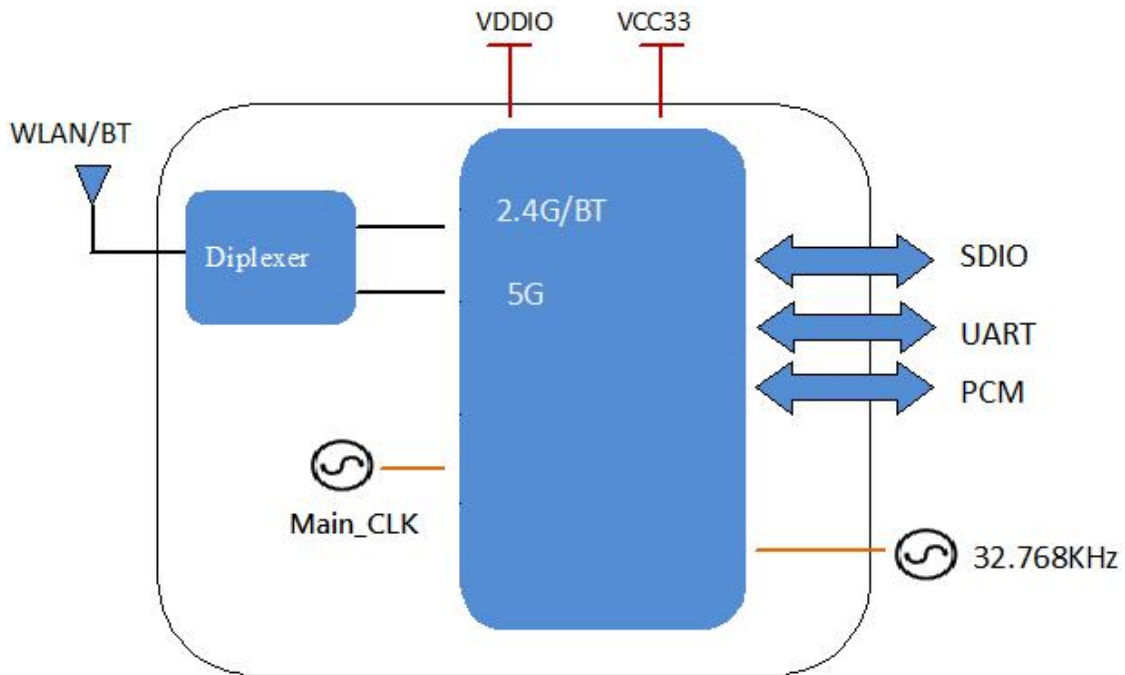 VDDIO
VCC33
WLAN/BT
2.4G/BT
Diplexer
SDIO
5G
UART
PCM
Main_CLK
32.768KHz